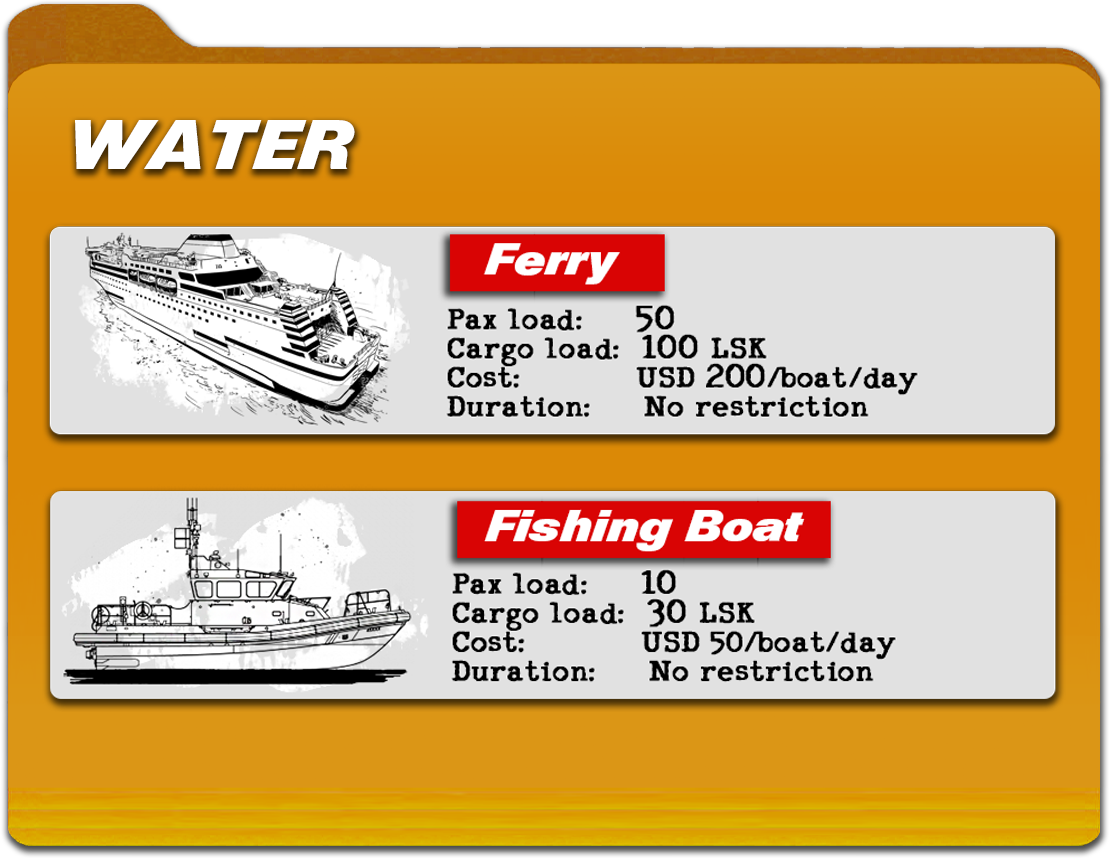 WATER
Ferry
Pax load: 50
Cargo load: 100 LSK
Cost: USD 200/boat/day
Duration: No restriction
Fishing Boat
Pax load: 10
Cargo load: 30 LSK
Cost: USD 50/boat/day
Duration: No restriction